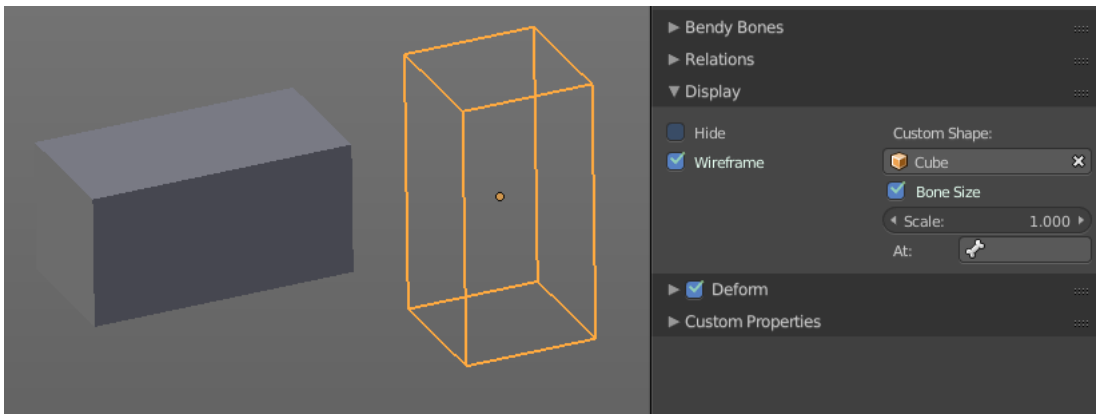 Bendy Bones
Relations
Display
Hide
Wireframe
Custom Shape:
Cube
Bone Size
Scale: 1.000
At:
Deform
Custom Properties